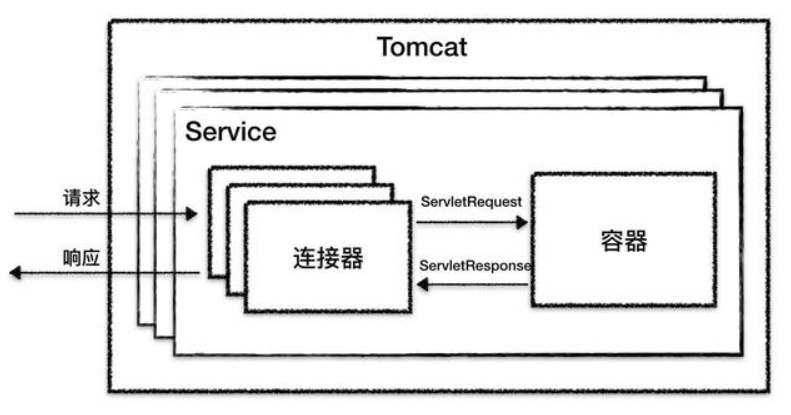 Tomcat
Service
请求
ServletRequest
连接器
容器
响应
ServletResponse